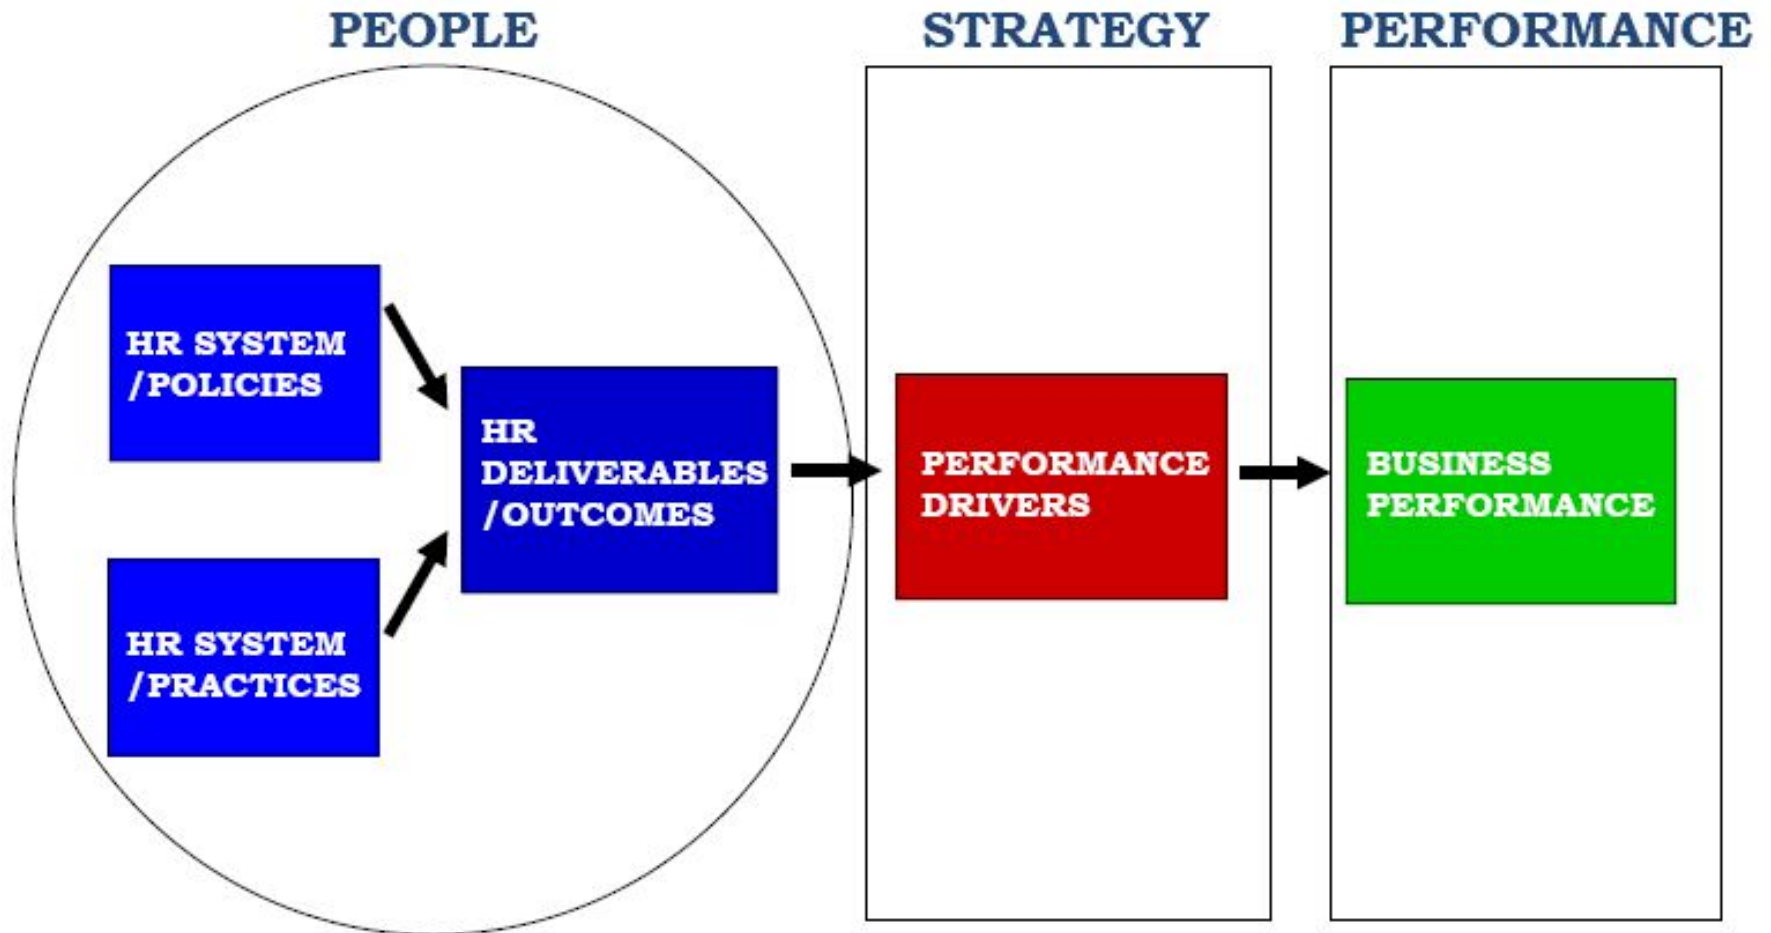 PEOPLE
STRATEGY
PERFORMANCE
HR SYSTEM
/POLICIES
HR SYSTEM
/PRACTICES
HR
DELIVERABLES
/OUTCOMES
PERFORMANCE
DRIVERS
BUSINESS
PERFORMANCE